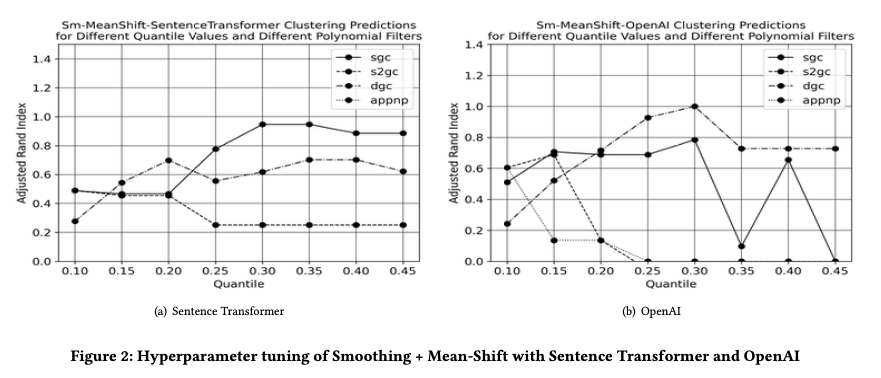 Sm-MeanShift-SentenceTransformer Clustering Predictions
for Different Quantile Values and Different Polynomial Filters
1.4
1.2
1.0
0.8
0.6
0.4
0.2
0.0
Adjusted Rand Index
sgc
s2gc
dgc
appnp
0.10 0.15 0.20 0.25 0.30 0.35 0.40 0.45
Quantile
(a) Sentence Transformer
Sm-MeanShift-OpenAI Clustering Predictions
for Different Quantile Values and Different Polynomial Filters
1.4
1.2
1.0
0.8
0.6
0.4
0.2
0.0
Adjusted Rand Index
sgc
s2gc
dgc
appnp
0.10 0.15 0.20 0.25 0.30 0.35 0.40 0.45
Quantile
(b) OpenAI
Figure 2: Hyperparameter tuning of Smoothing + Mean-Shift with Sentence Transformer and OpenAI